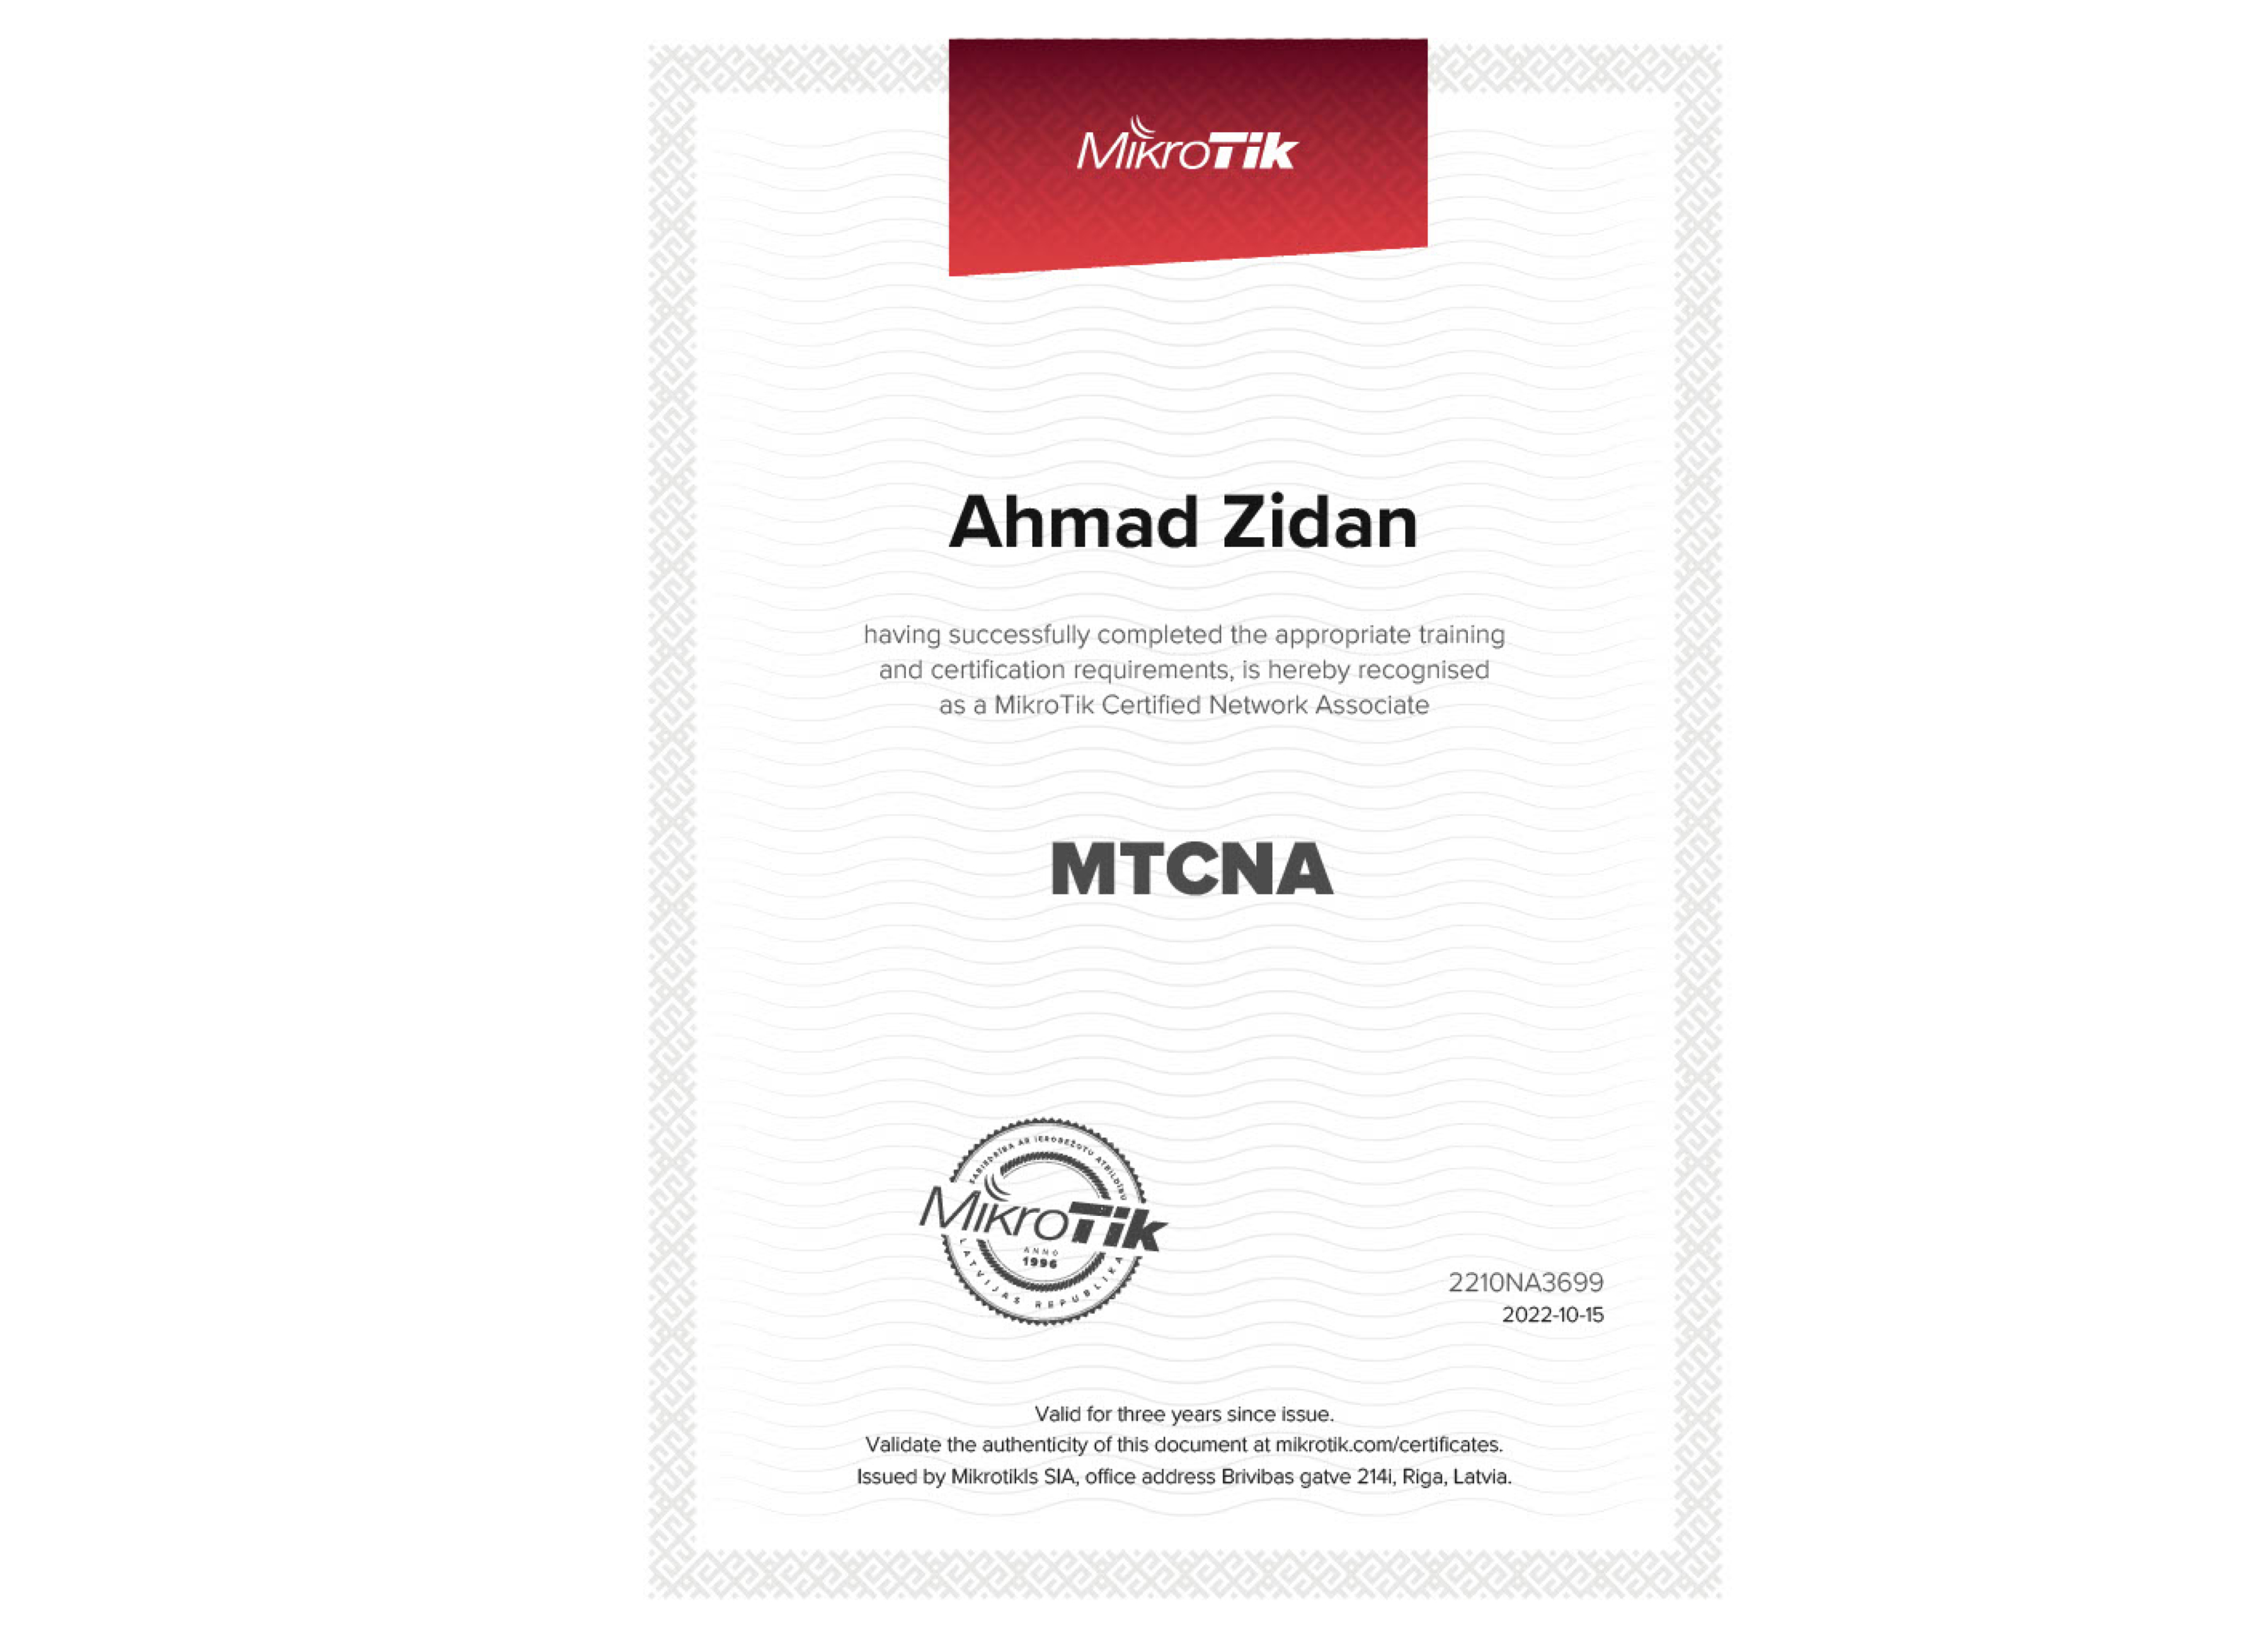 MikroTik
Ahmad Zidan
having successfully completed the appropriate training
and certification requirements, is hereby recognised
as a MikroTik Certified Network Associate
MTCNA
SABIEDRĪBA AR IEROBEŽOTU ATBILDĪBU
MikroTik
ANNO
1996
LATVIJAS REPUBLIKA
2210NA3699
2022-10-15
Valid for three years since issue.
Validate the authenticity of this document at mikrotik.com/certificates.
Issued by Mikrotikls SIA, office address Brivibas gatve 214i, Riga, Latvia.